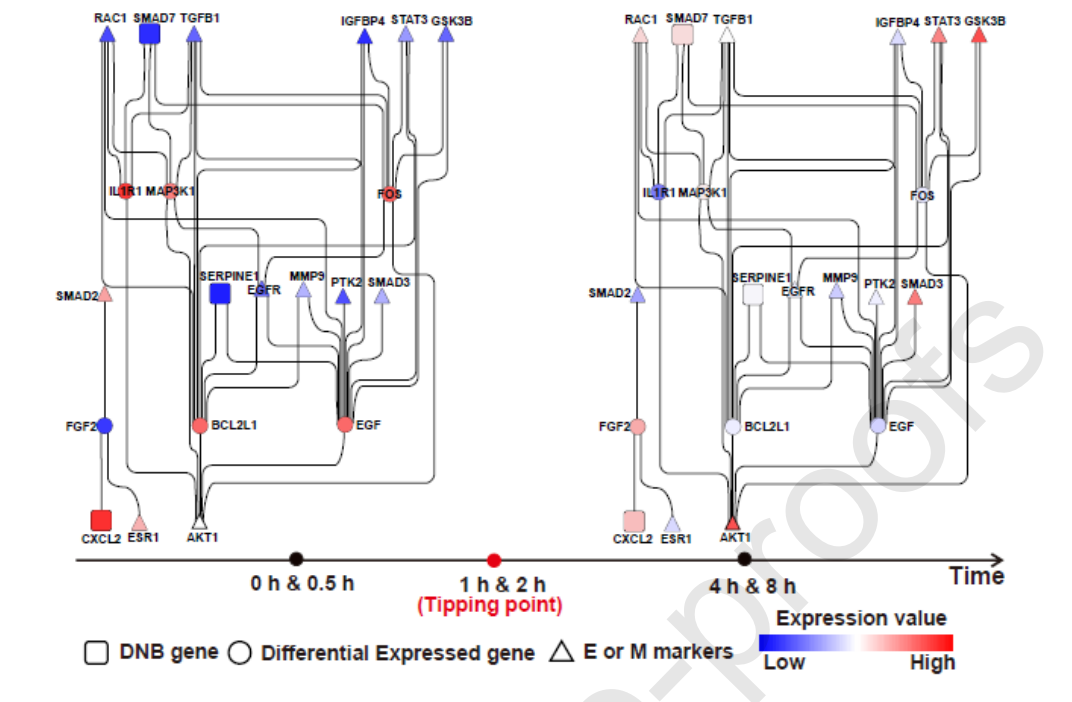 RAC1 SMAD7 TGFB1 IGFBP4 STAT3 GSK3B RAC1 SMAD7 TGFB1 IGFBP4 STAT3 GSK3B
IL1R1 MAP3K1 FOS IL1R1 MAP3K1 FOS
SERPINE1 EGFR MMP9 PTK2 SMAD3 SERPINE1 EGFR MMP9 PTK2 SMAD3
SMAD2 SMAD2
FGF2 BCL2L1 EGF FGF2 BCL2L1 EGF
CXCL2 ESR1 AKT1 CXCL2 ESR1 AKT1
0 h & 0.5 h 1 h & 2 h 4 h & 8 h Time
(Tipping point)
Expression value
DNB gene Differential Expressed gene E or M markers
Low High
e-proofs